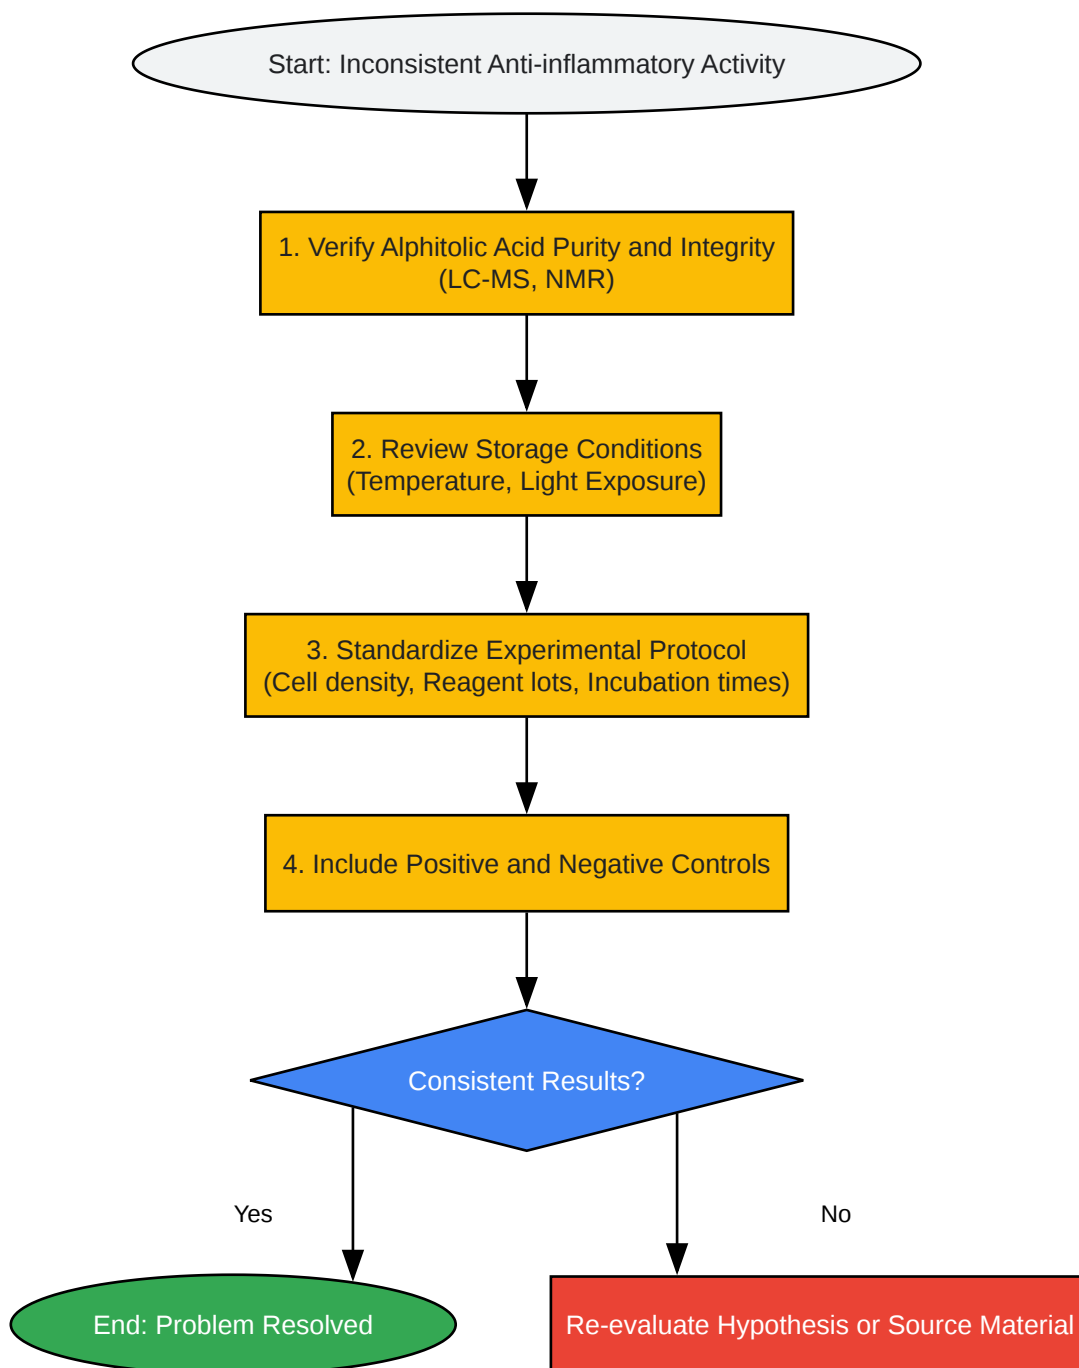 Start: Inconsistent Anti-inflammatory Activity
1. Verify Alphitolic Acid Purity and Integrity
(LC-MS, NMR)
2. Review Storage Conditions
(Temperature, Light Exposure)
3. Standardize Experimental Protocol
(Cell density, Reagent lots, Incubation times)
4. Include Positive and Negative Controls
Consistent Results?
Yes
No
End: Problem Resolved
Re-evaluate Hypothesis or Source Material